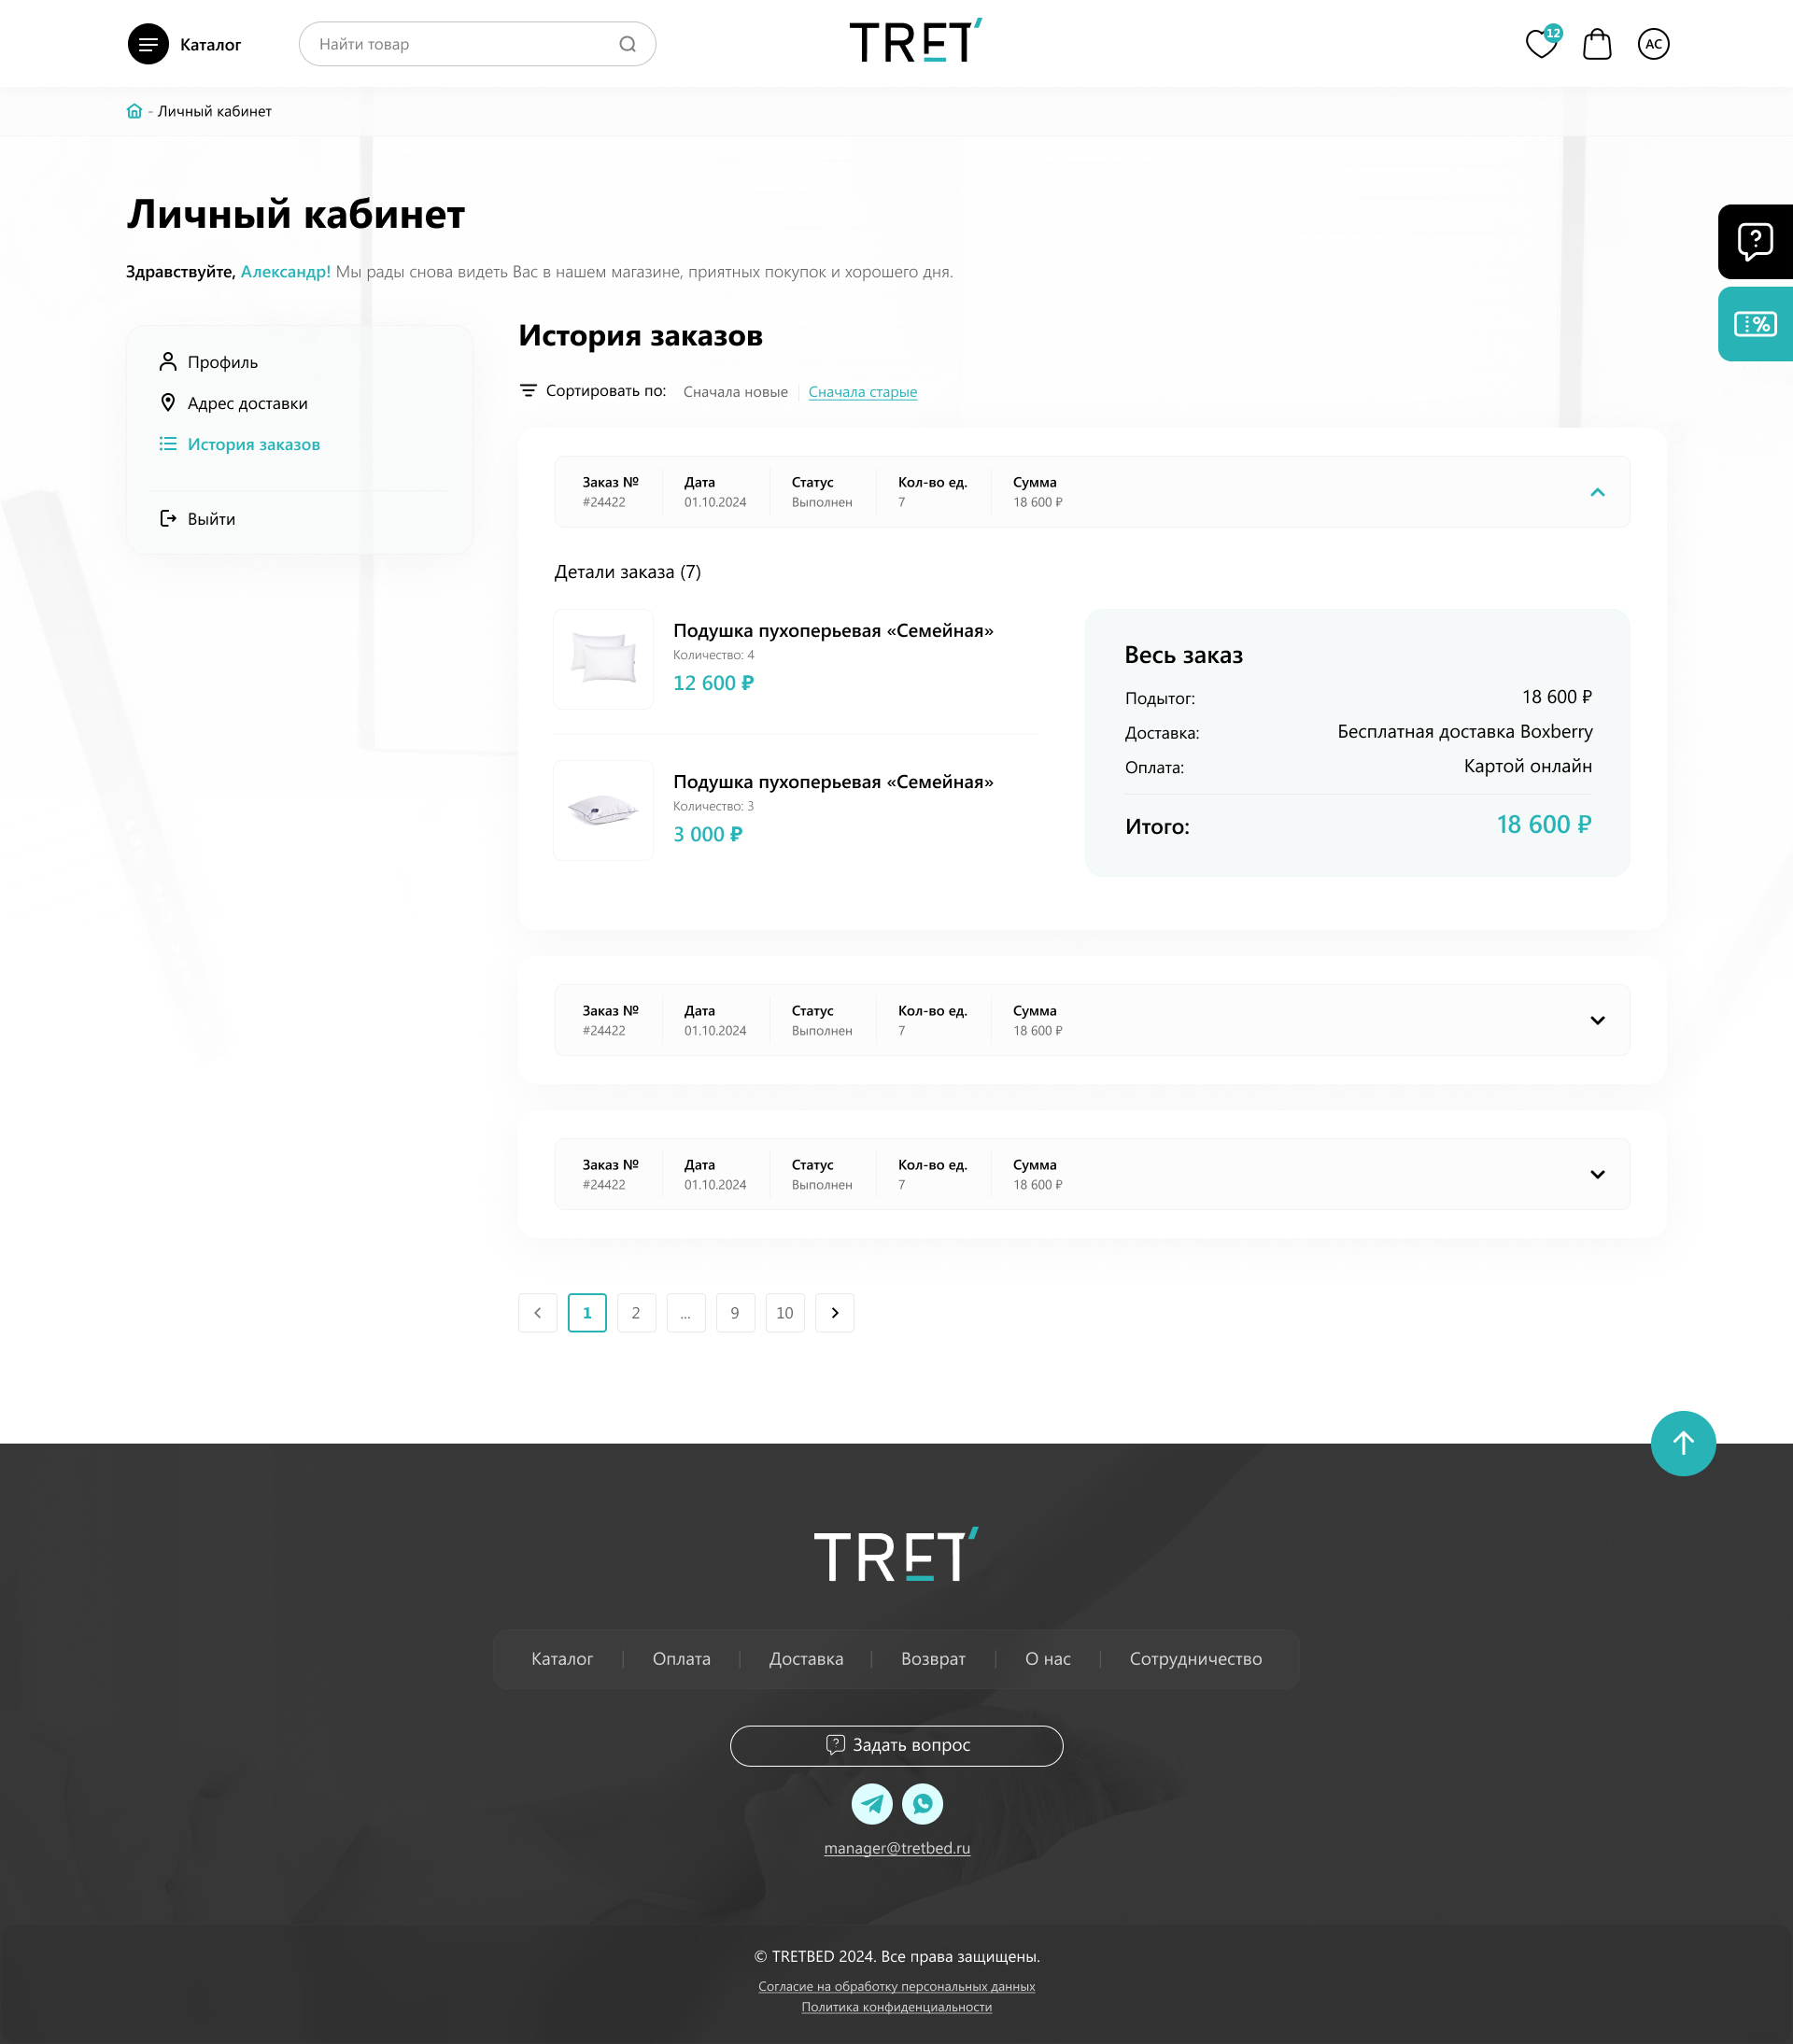 Каталог
Найти товар
TRET'
12
АС
- Личный кабинет
Личный кабинет
Здравствуйте, Александр! Мы рады снова видеть Вас в нашем магазине, приятных покупок и хорошего дня.
Профиль
Адрес доставки
История заказов
Выйти
История заказов
Сортировать по: Сначала новые Сначала старые
Заказ № Дата Статус Кол-во ед. Сумма
#24422 01.10.2024 Выполнен 7 18 600 ₽
Детали заказа (7)
Подушка пухоперьевая «Семейная»
Количество: 4
12 600 ₽
Подушка пухоперьевая «Семейная»
Количество: 3
3 000 ₽
Весь заказ
Подытог: 18 600 ₽
Доставка: Бесплатная доставка Boxberry
Оплата: Картой онлайн
Итого: 18 600 ₽
Заказ № Дата Статус Кол-во ед. Сумма
#24422 01.10.2024 Выполнен 7 18 600 ₽
Заказ № Дата Статус Кол-во ед. Сумма
#24422 01.10.2024 Выполнен 7 18 600 ₽
1 2 ... 9 10
TRET'
Каталог Оплата Доставка Возврат О нас Сотрудничество
Задать вопрос
manager@tretbed.ru
© TRETBED 2024. Все права защищены.
Согласие на обработку персональных данных
Политика конфиденциальности